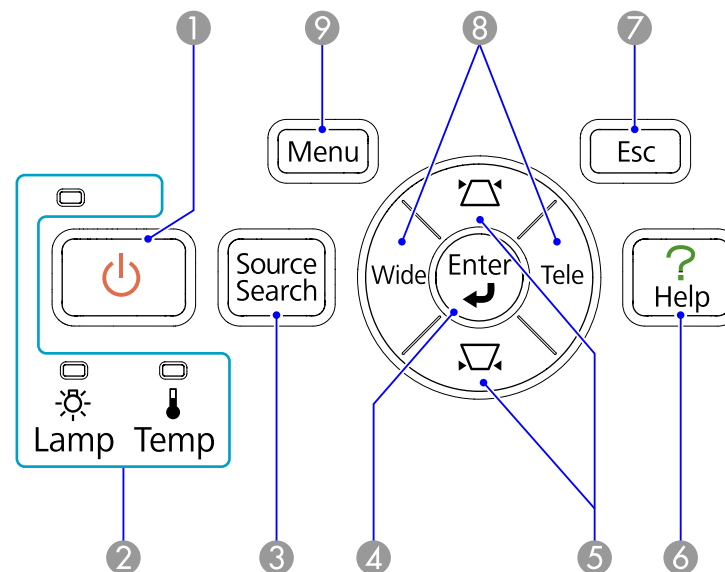 1
9
8
7
Menu
Esc
Source
Search
Wide
Enter
Tele
?
Help
Lamp
Temp
2
3
4
5
6